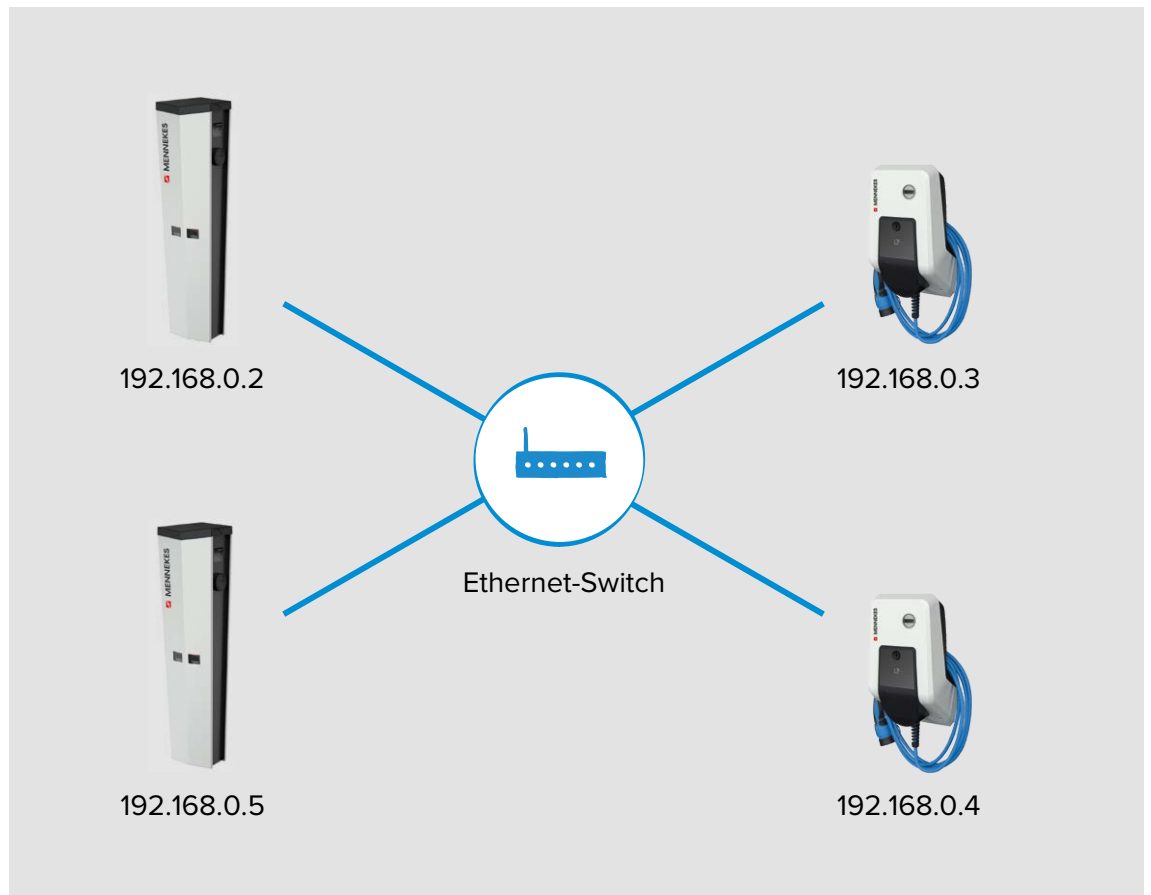 MENNEKES
MENNEKES
192.168.0.2
192.168.0.3
Ethernet-Switch
MENNEKES
MENNEKES
192.168.0.5
192.168.0.4